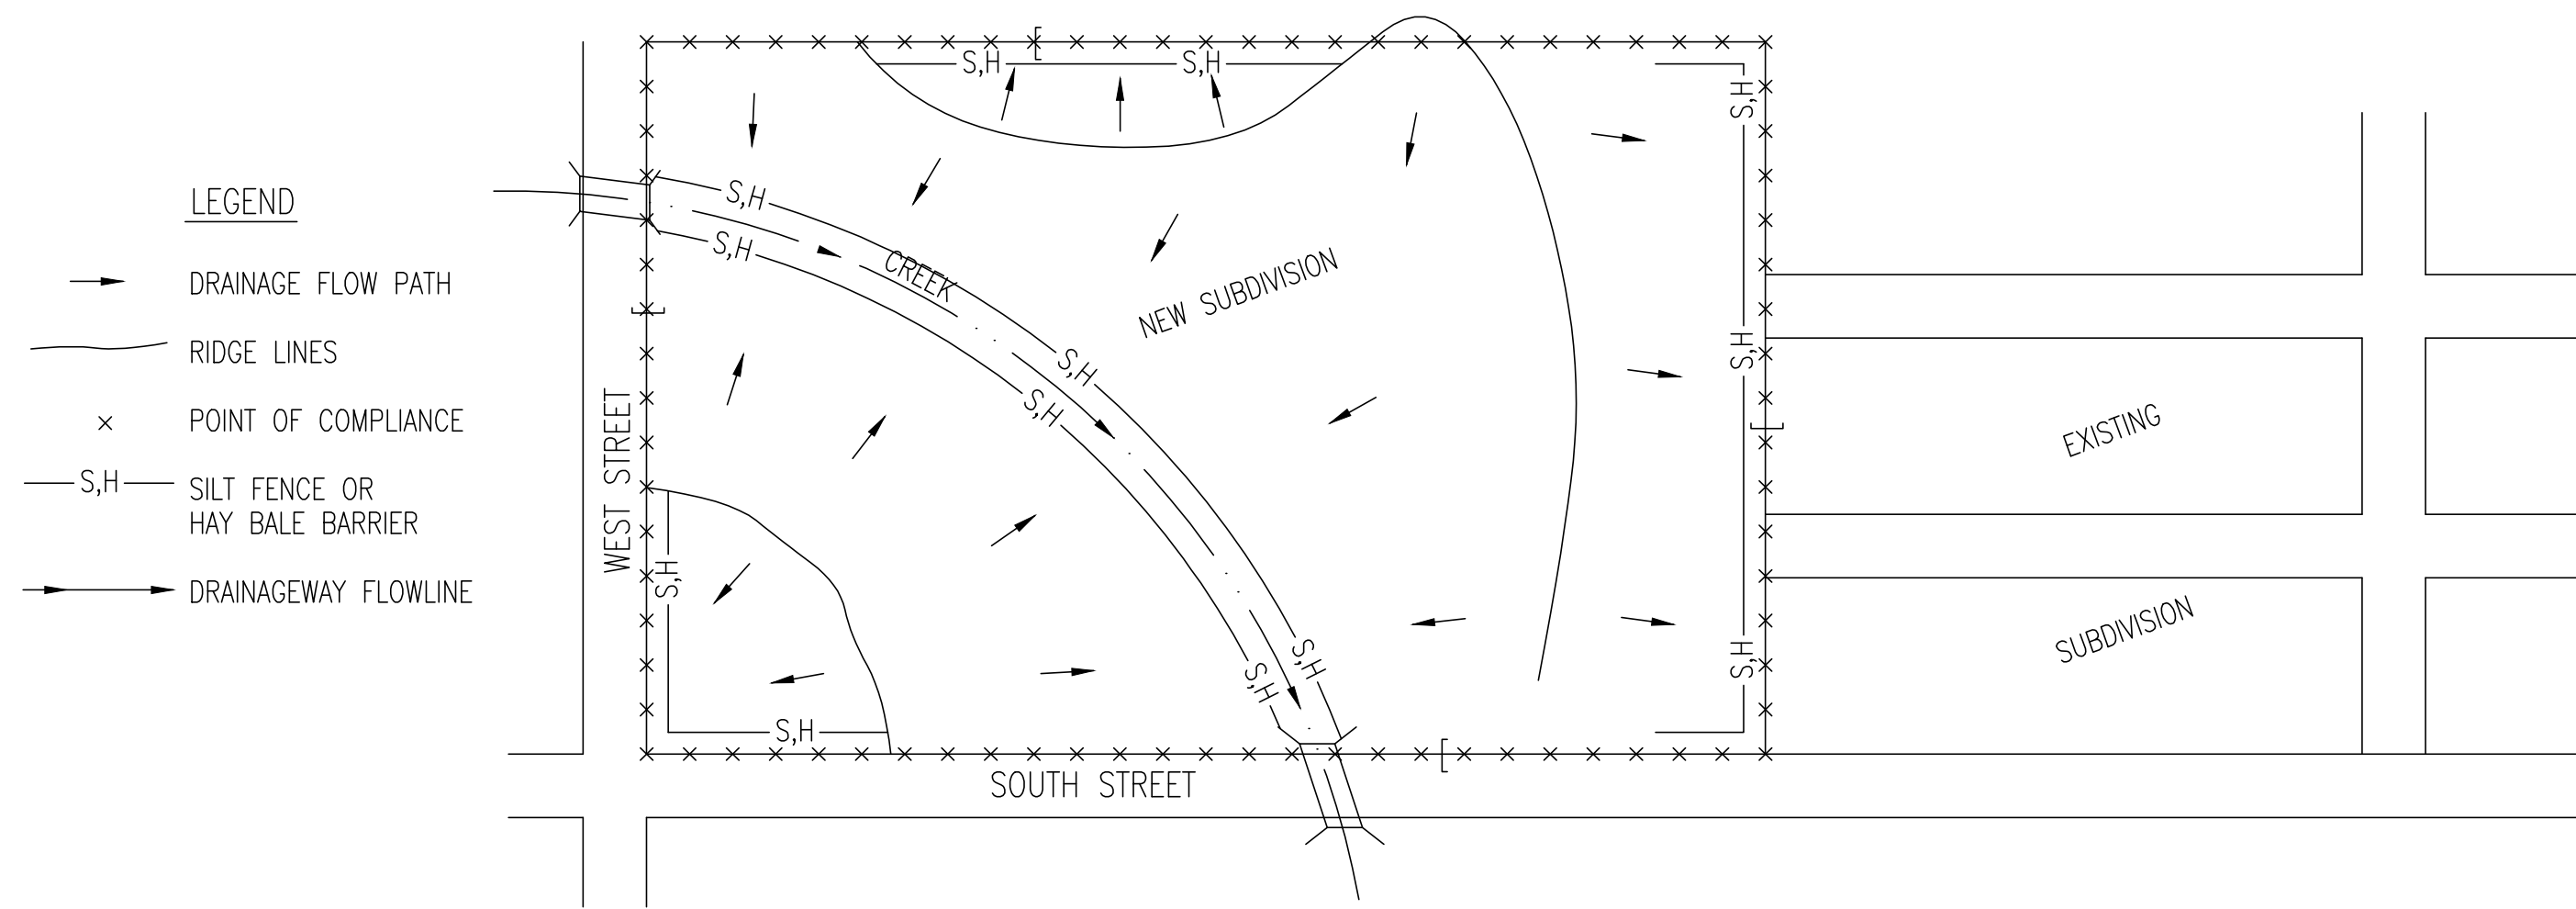 LEGEND
DRAINAGE FLOW PATH
RIDGE LINES
POINT OF COMPLIANCE
S,H
SILT FENCE OR
HAY BALE BARRIER
DRAINAGEWAY FLOWLINE
S,H
S,H
S,H
S,H
S,H
CREEK
NEW SUBDIVISION
S,H
S,H
S,H
WEST STREET
EXISTING
S,H
S,H
S,H
S,H
SUBDIVISION
S,H
S,H
SOUTH STREET